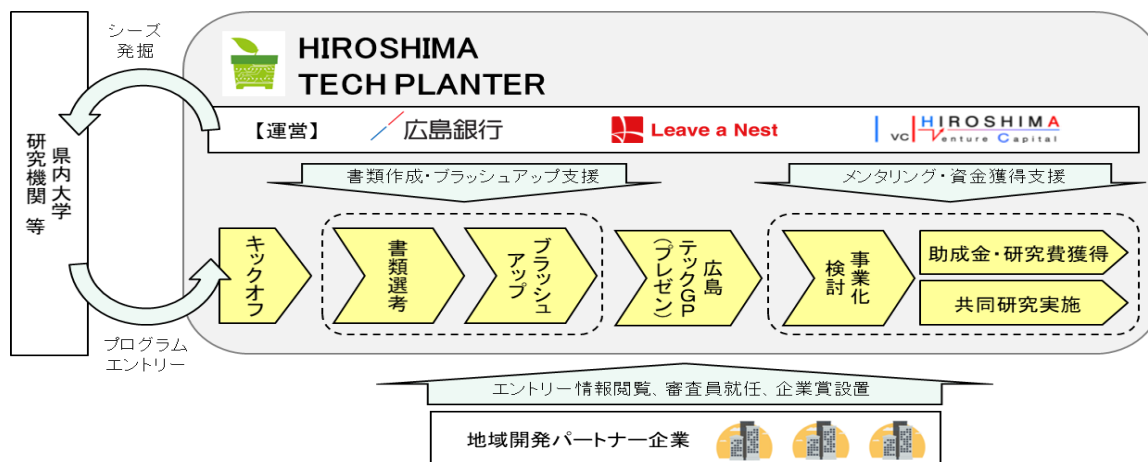 シーズ
発掘
HIROSHIMA
TECH PLANTER
【運営】
広島銀行
Leave a Nest
VC
HIROSHIMA
Venture Capital
県内大学
研究機関 等
書類作成・ブラッシュアップ支援
メンタリング・資金獲得支援
キックオフ
書類選考
ブラッシュ
アップ
広島
テックGP
(プレゼン)
事業化
検討
助成金・研究費獲得
共同研究実施
プログラム
エントリー
エントリー情報閲覧、審査員就任、企業賞設置
地域開発パートナー企業